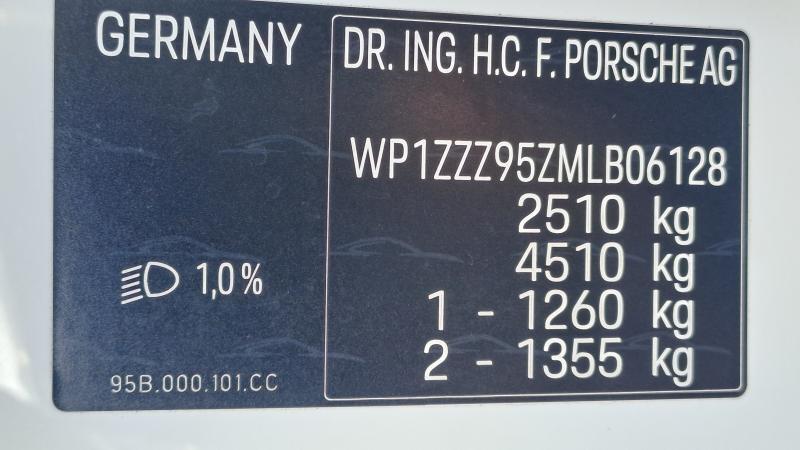 GERMANY
DR. ING. H.C. F. PORSCHE AG
WP1ZZZ95ZMLB06128
2510 kg
4510 kg
1 - 1260 kg
2 - 1355 kg
1,0 %
95B.000.101.CC